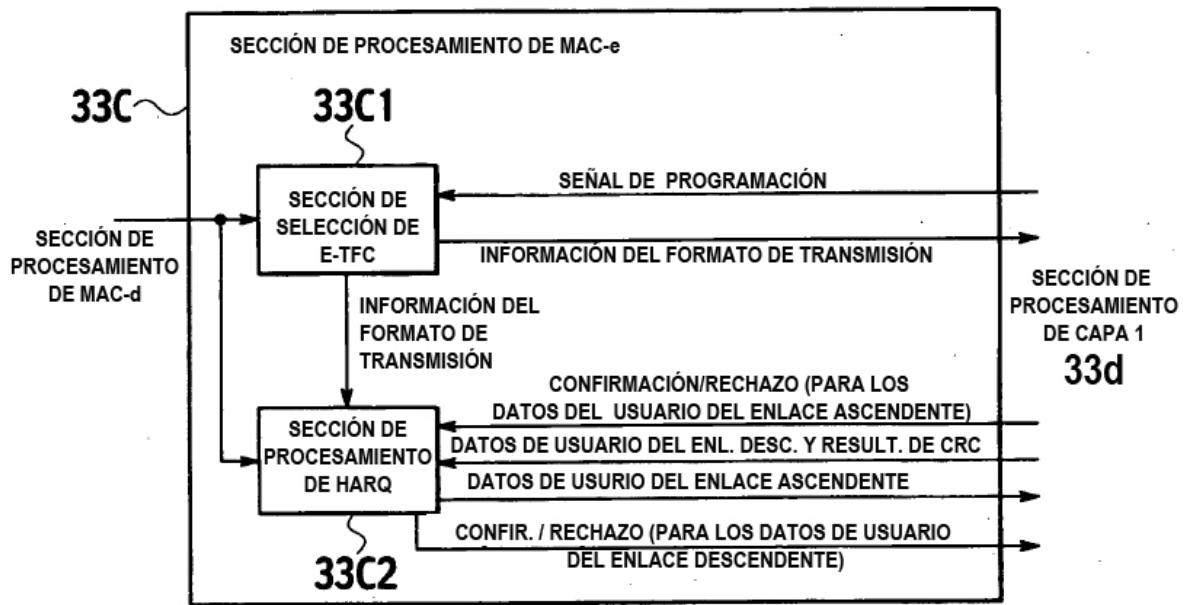 SECCIÓN DE PROCESAMIENTO DE MAC-e
33C
33C1
SECCIÓN DE
SELECCIÓN DE
E-TFC
SEÑAL DE PROGRAMACIÓN
INFORMACIÓN DEL FORMATO DE TRANSMISIÓN
SECCIÓN DE
PROCESAMIENTO
DE MAC-d
INFORMACIÓN DEL
FORMATO DE
TRANSMISIÓN
SECCIÓN DE
PROCESAMIENTO
DE CAPA 1
33d
CONFIRMACIÓN/RECHAZO (PARA LOS
DATOS DEL USUARIO DEL ENLACE ASCENDENTE)
SECCIÓN DE
PROCESAMIENTO
DE HARQ
DATOS DE USUARIO DEL ENL. DESC. Y RESULT. DE CRC
DATOS DE USURIO DEL ENLACE ASCENDENTE
CONFIR. / RECHAZO (PARA LOS DATOS DE USUARIO
DEL ENLACE DESCENDENTE)
33C2